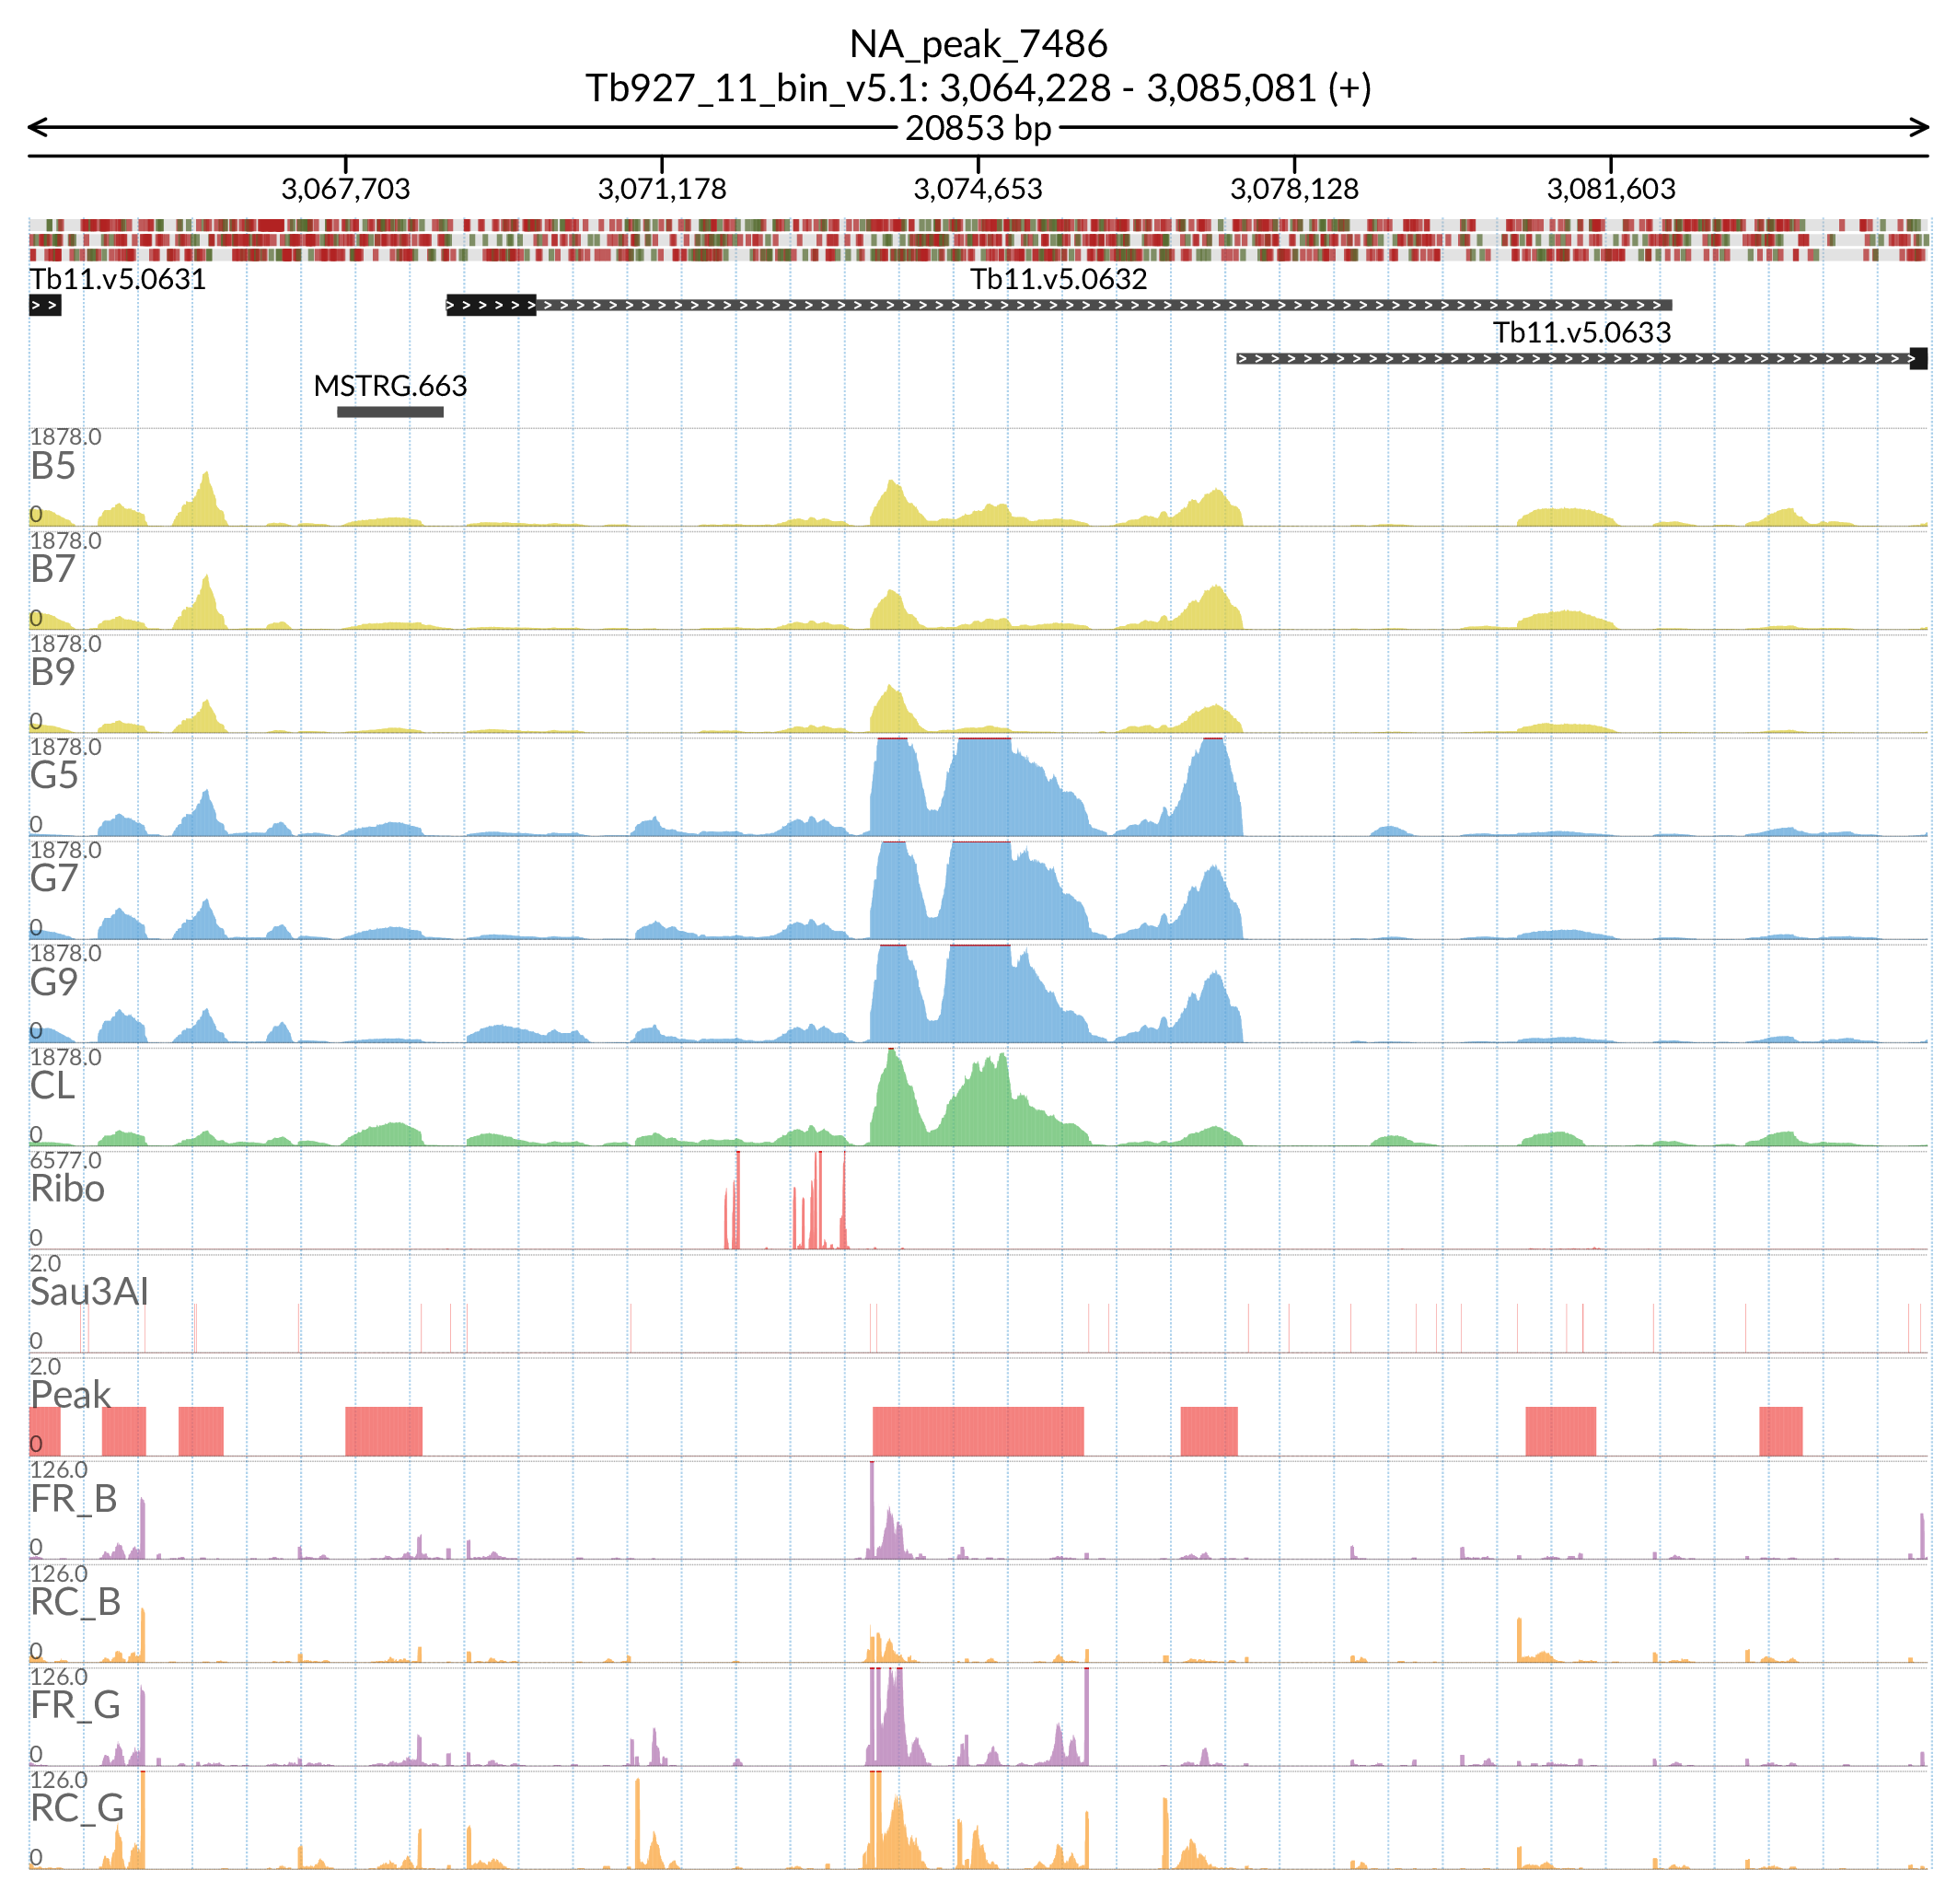 NA_peak_7486
Tb927_11_bin_v5.1: 3,064,228 - 3,085,081 (+)
20853 bp
3,067,703 3,071,178 3,074,653 3,078,128 3,081,603
Tb11.v5.0631 Tb11.v5.0632
Tb11.v5.0633
MSTRG.663
1878.0
B5
0
1878.0
B7
0
1878.0
B9
0
1878.0
G5
0
1878.0
G7
0
1878.0
G9
0
1878.0
CL
0
6577.0
Ribo
0
2.0
Sau3AI
0
2.0
Peak
0
126.0
FR_B
0
126.0
RC_B
0
126.0
FR_G
0
126.0
RC_G
0